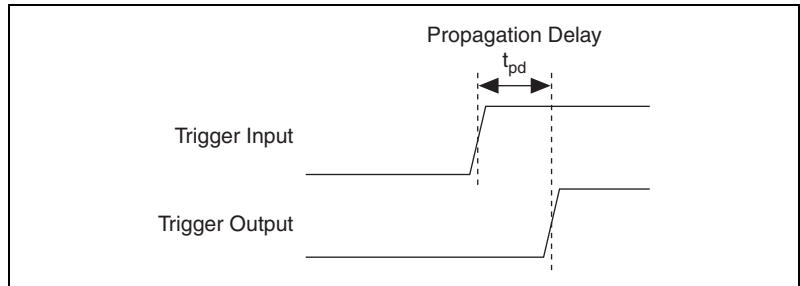 Propagation Delay
tpd
Trigger Input
Trigger Output